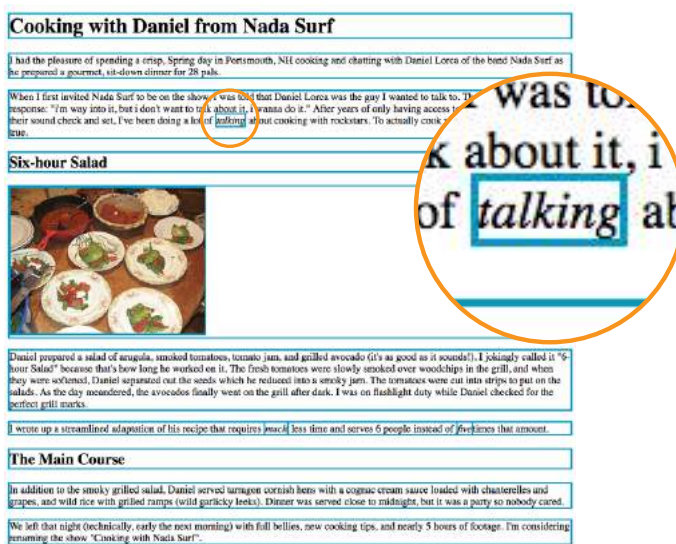 Cooking with Daniel from Nada Surf
I had the pleasure of spending a crisp, Spring day in Portsmouth, NH cooking and chatting with Daniel Lorca of the band Nada Surf as
he prepared a gourmet, sit-down dinner for 28 pals.
When I first invited Nada Surf to be on the show, I was told that Daniel Lorca was the guy I wanted to talk to.
response: "i'm way into it, but i don't want to talk about it, i wanna do it." After years of only having access
their sound check and set, I've been doing a lot of talking about cooking with rockstars. To actually cook
true.
was
k about it, i
of talking ab
Six-hour Salad
Daniel prepared a salad of arugula, smoked tomatoes, tomato jam, and grilled avocado (it's as good as it sounds!). I jokingly called it "6-
hour Salad" because that's how long he worked on it. The fresh tomatoes were slowly smoked over woodchips in the grill, and when
they were softened, Daniel separated out the seeds which he reduced into a smoky jam. The tomatoes were cut into strips to put on the
salads. As the day meandered, the avocados finally went on the grill after dark. I was on flashlight duty while Daniel checked for the
perfect grill marks.
I wrote up a streamlined adaptation of his recipe that requires much less time and serves 6 people instead of five times that amount.
The Main Course
In addition to the smoky grilled salad, Daniel served tarragon cornish hens with a cognac cream sauce loaded with chanterelles and
grapes, and wild rice with grilled ramps (wild garlicky leeks). Dinner was served close to midnight, but it was a party so nobody cared.
We left that night (technically, early the next morning) with full bellies, new cooking tips, and nearly 5 hours of footage. I'm considering
renaming the show "Cooking with Nada Surf".